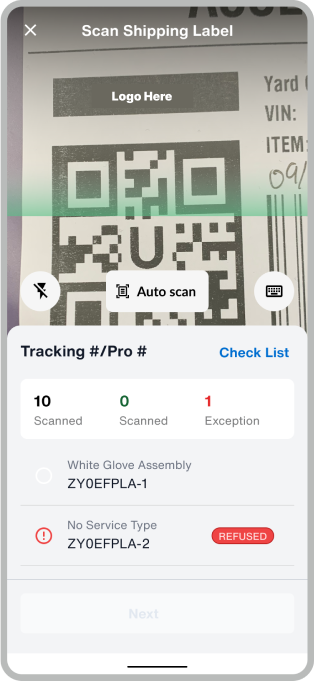 Scan Shipping Label
Logo Here
Yard
VIN:
ITEM:
09/
U
Auto scan
Tracking #/Pro #
Check List
10
0
1
Scanned
Scanned
Exception
White Glove Assembly
ZY0EFPLA-1
No Service Type
ZY0EFPLA-2
REFUSED
Next